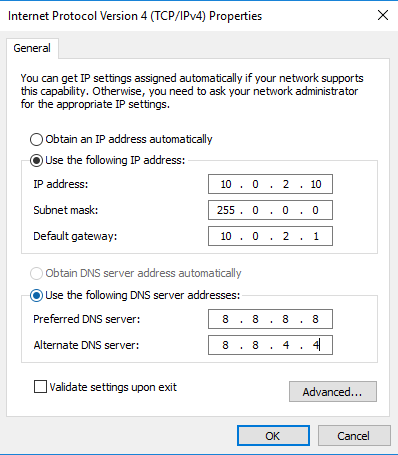 Internet Protocol Version 4 (TCP/IPv4) Properties
General
You can get IP settings assigned automatically if your network supports
this capability. Otherwise, you need to ask your network administrator
for the appropriate IP settings.
Obtain an IP address automatically
Use the following IP address:
IP address: 10 . 0 . 2 . 10
Subnet mask: 255 . 0 . 0 . 0
Default gateway: 10 . 0 . 2 . 1
Obtain DNS server address automatically
Use the following DNS server addresses:
Preferred DNS server: 8 . 8 . 8 . 8
Alternate DNS server: 8 . 8 . 4 . 4
Validate settings upon exit
Advanced...
OK Cancel